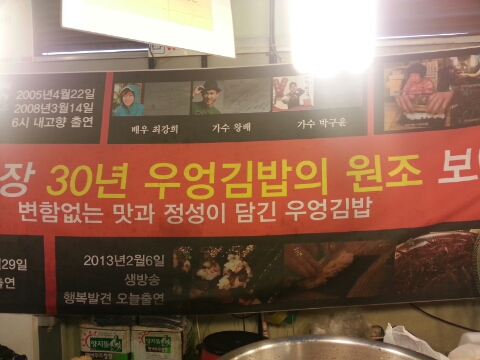 2005년4월22일
2008년3월14일
6시 내고향 출연
배우 최강희
가수 왕배
가수 박구윤
장 30년 우엉김밥의 원조 보
변함없는 맛과 정성이 담긴 우엉김밥
29일
출연
2013년2월6일
생방송
행복발견 오늘출연